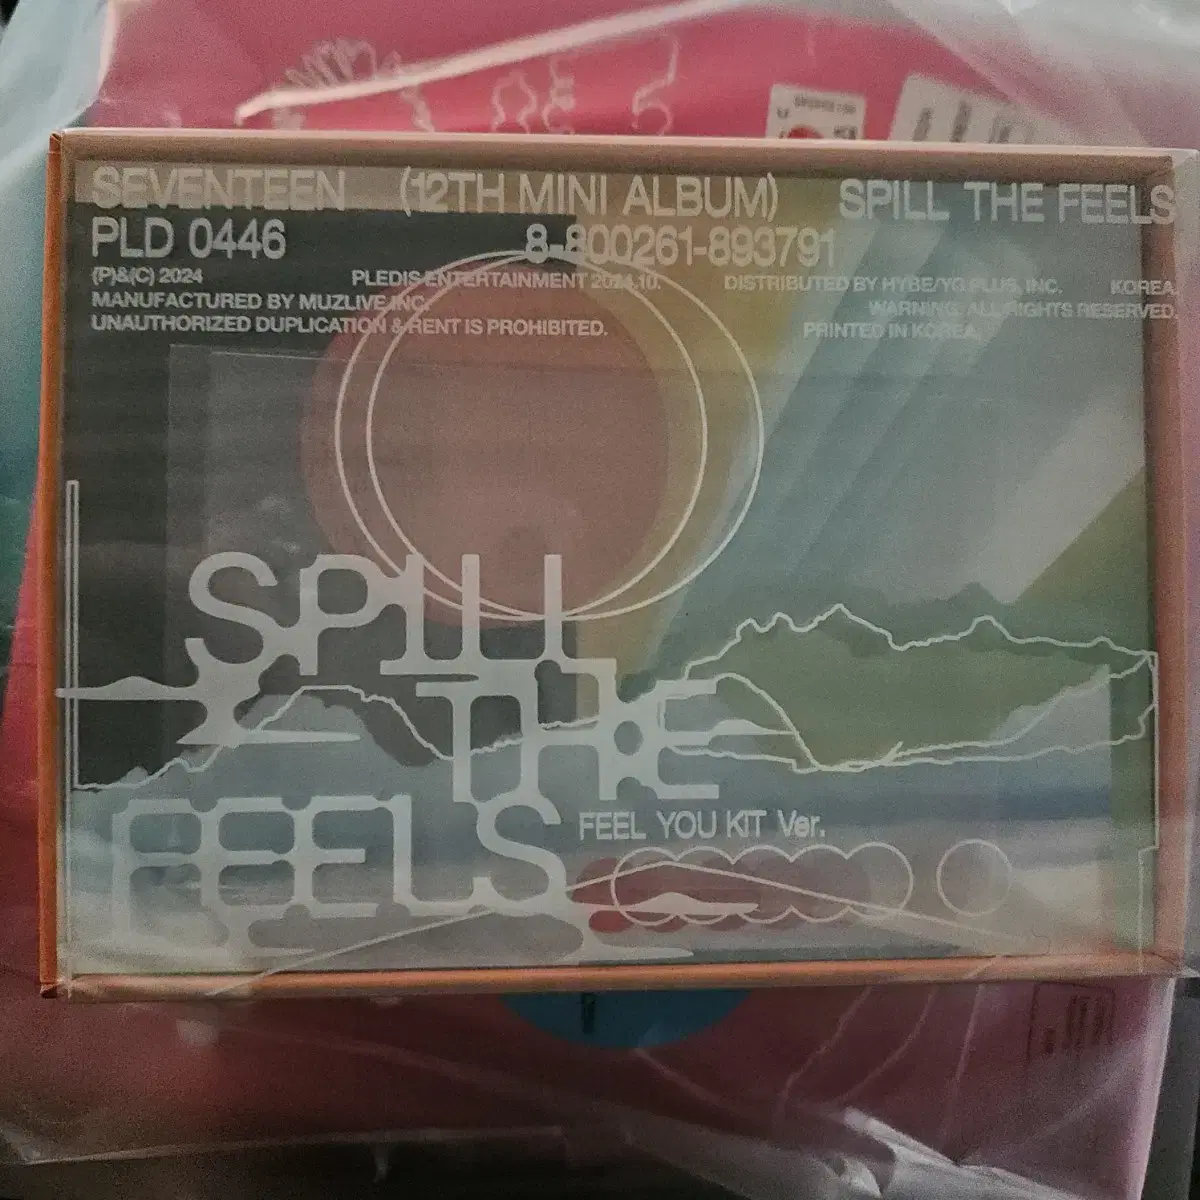 SEVENTEEN (12TH MINI ALBUM) SPILL THE FEELS
PLD 0446 8-800261-893791
(P)&(C) 2024 PLEDIS ENTERTAINMENT 2024.10. DISTRIBUTED BY HYBE/YG PLUS, INC. KOREA.
MANUFACTURED BY MUZLIVE INC. WARNING. ALL RIGHTS RESERVED.
UNAUTHORIZED DUPLICATION & RENT IS PROHIBITED. PRINTED IN KOREA.
SPILL
THE
FEELS
FEEL YOU KIT Ver.